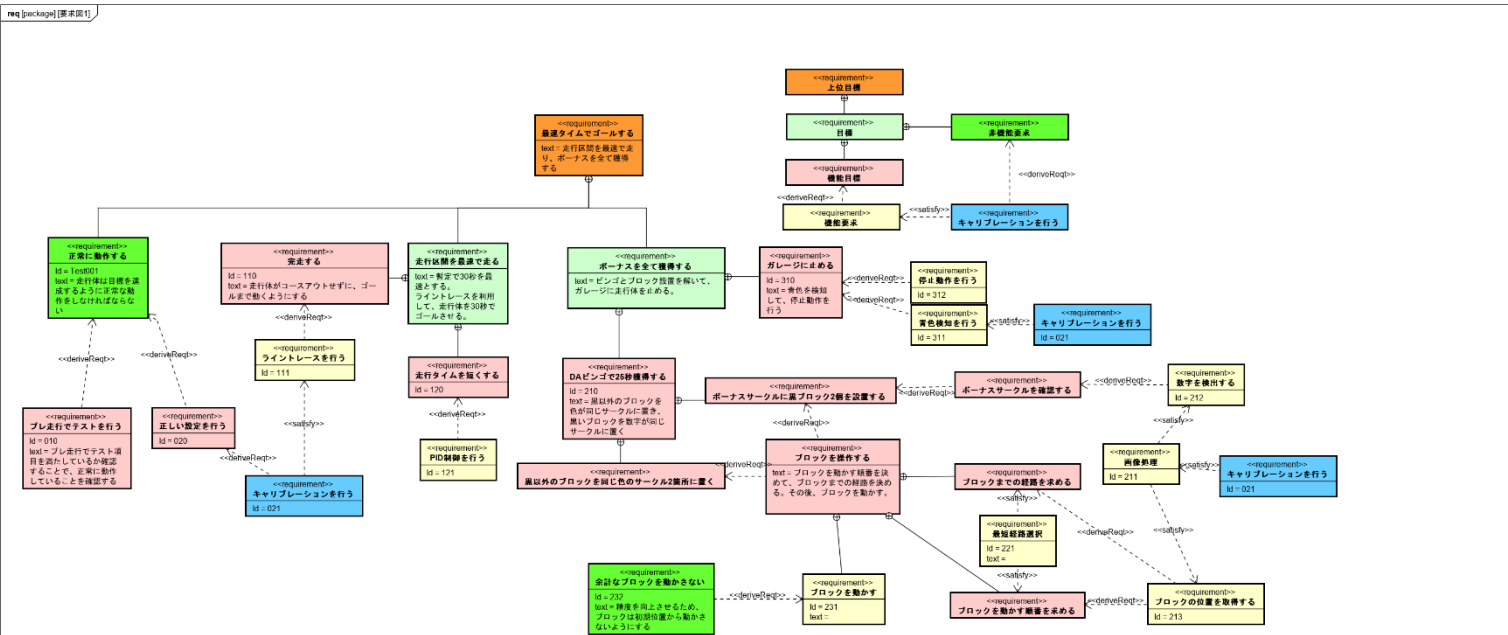 req [package] [要求図1]
<<requirement>>
上位目標
<<requirement>>
目標
<<requirement>>
非機能要求
<<requirement>>
機能目標
<<deriveReqt>>
<<deriveReqt>>
<<requirement>>
機能要求
<<satisfy>>
<<requirement>>
キャリブレーションを行う
<<requirement>>
最速タイムでゴールする
text = 走行区間を最速で走
り、ボーナスを全て獲得
する
<<requirement>>
正常に動作する
Id = Test001
text = 走行体は目標を達
成するように正常な動
作をしなければならな
い
<<requirement>>
完走する
Id = 110
text = 走行体がコースアウトせずに、ゴー
ルまで動くようにする
<<requirement>>
走行区間を最速で走る
text = 暫定で30秒を最
速とする。
ライントレースを利用
して、走行体を30秒で
ゴールさせる。
<<requirement>>
ボーナスを全て獲得する
text = ビンゴとブロック設置を解いて、
ガレージに走行体を止める。
<<requirement>>
ガレージに止める
Id = 310
text = 青色を検知
して、停止動作を
行う
<<deriveReqt>>
<<deriveReqt>>
<<requirement>>
停止動作を行う
Id = 312
<<requirement>>
青色検知を行う
Id = 311
<<satisfy>>
<<requirement>>
キャリブレーションを行う
Id = 021
<<deriveReqt>>
<<deriveReqt>>
<<deriveReqt>>
<<requirement>>
ライントレースを行う
Id = 111
<<requirement>>
走行タイムを短くする
Id = 120
<<deriveReqt>>
<<requirement>>
PID制御を行う
Id = 121
<<requirement>>
プレ走行でテストを行う
Id = 010
text = プレ走行でテスト項
目を満たしているか確認
することで、正常に動作
していることを確認する
<<requirement>>
正しい設定を行う
Id = 020
<<satisfy>>
<<deriveReqt>>
<<requirement>>
キャリブレーションを行う
Id = 021
<<requirement>>
DAビンゴで25秒獲得する
Id = 210
text = 黒以外のブロックを
色が同じサークルに置き、
黒いブロックを数字が同じ
サークルに置く
<<requirement>>
ボーナスサークルに黒ブロック2個を設置する
<<deriveReqt>>
<<requirement>>
ボーナスサークルを確認する
<<deriveReqt>>
<<requirement>>
数字を検出する
Id = 212
<<deriveReqt>>
<<satisfy>>
<<requirement>>
黒以外のブロックを同じ色のサークル2箇所に置く
<<deriveReqt>>
<<requirement>>
ブロックを操作する
text = ブロックを動かす順番を決
めて、ブロックまでの経路を決め
る。その後、ブロックを動かす。
<<requirement>>
ブロックまでの経路を求める
<<requirement>>
画像処理
Id = 211
<<satisfy>>
<<requirement>>
キャリブレーションを行う
Id = 021
<<satisfy>>
<<requirement>>
最短経路選択
Id = 221
text =
<<deriveReqt>>
<<satisfy>>
<<satisfy>>
<<requirement>>
余計なブロックを動かさない
Id = 232
text = 精度を向上させるため、
ブロックは初期位置から動かさ
ないようにする
<<deriveReqt>>
<<requirement>>
ブロックを動かす
Id = 231
text =
<<requirement>>
ブロックを動かす順番を求める
<<deriveReqt>>
<<requirement>>
ブロックの位置を取得する
Id = 213